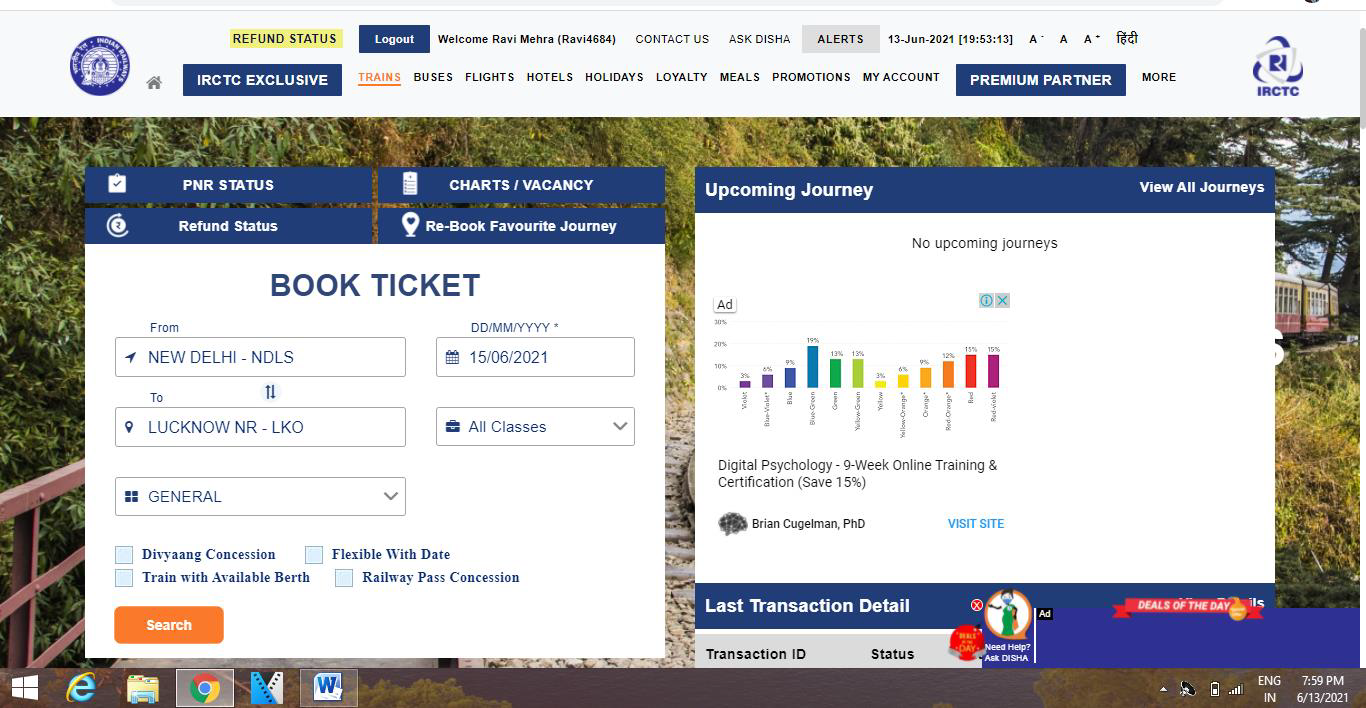 REFUND STATUS Logout Welcome Ravi Mehra (Ravi4684) CONTACT US ASK DISHA ALERTS 13-Jun-2021 [19:53:13] A - A A + हिंदी
IRCTC EXCLUSIVE TRAINS BUSES FLIGHTS HOTELS HOLIDAYS LOYALTY MEALS PROMOTIONS MY ACCOUNT PREMIUM PARTNER MORE
INDIAN RAILWAYS
IRCTC
PNR STATUS CHARTS / VACANCY
Refund Status Re-Book Favourite Journey
BOOK TICKET
From DD/MM/YYYY *
NEW DELHI - NDLS 15/06/2021
To
LUCKNOW NR - LKO All Classes
GENERAL
Divyaang Concession Flexible With Date
Train with Available Berth Railway Pass Concession
Search
Upcoming Journey View All Journeys
No upcoming journeys
Ad
30%
20%
10%
0%
3% 6% 9% 19% 13% 13% 3% 6% 9% 12% 15% 15%
Violet Blue-Violet* Blue Blue-Green Green Yellow-Green Yellow Yellow-Orange* Orange* Red-Orange* Red Red-violet
Digital Psychology - 9-Week Online Training &
Certification (Save 15%)
Brian Cugelman, PhD VISIT SITE
S
Last Transaction Detail
Transaction ID Status
Need Help?
Ask DISHA
Ad
DEALS OF THE DAY
DEALS OF THE DAY
ENG 7:59 PM
IN 6/13/2021